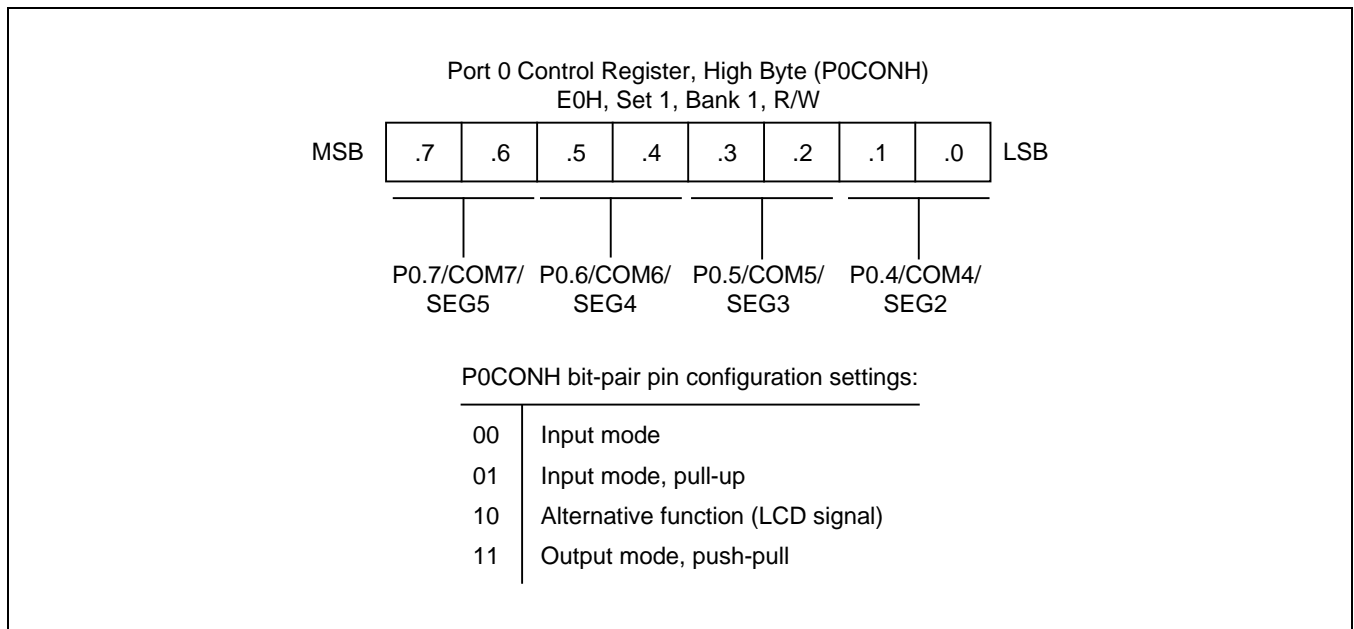 Port 0 Control Register, High Byte (P0CONH)
E0H, Set 1, Bank 1, R/W
MSB .7 .6 .5 .4 .3 .2 .1 .0 LSB
P0.7/COM7/ P0.6/COM6/ P0.5/COM5/ P0.4/COM4/
SEG5 SEG4 SEG3 SEG2
P0CONH bit-pair pin configuration settings:
00 Input mode
01 Input mode, pull-up
10 Alternative function (LCD signal)
11 Output mode, push-pull